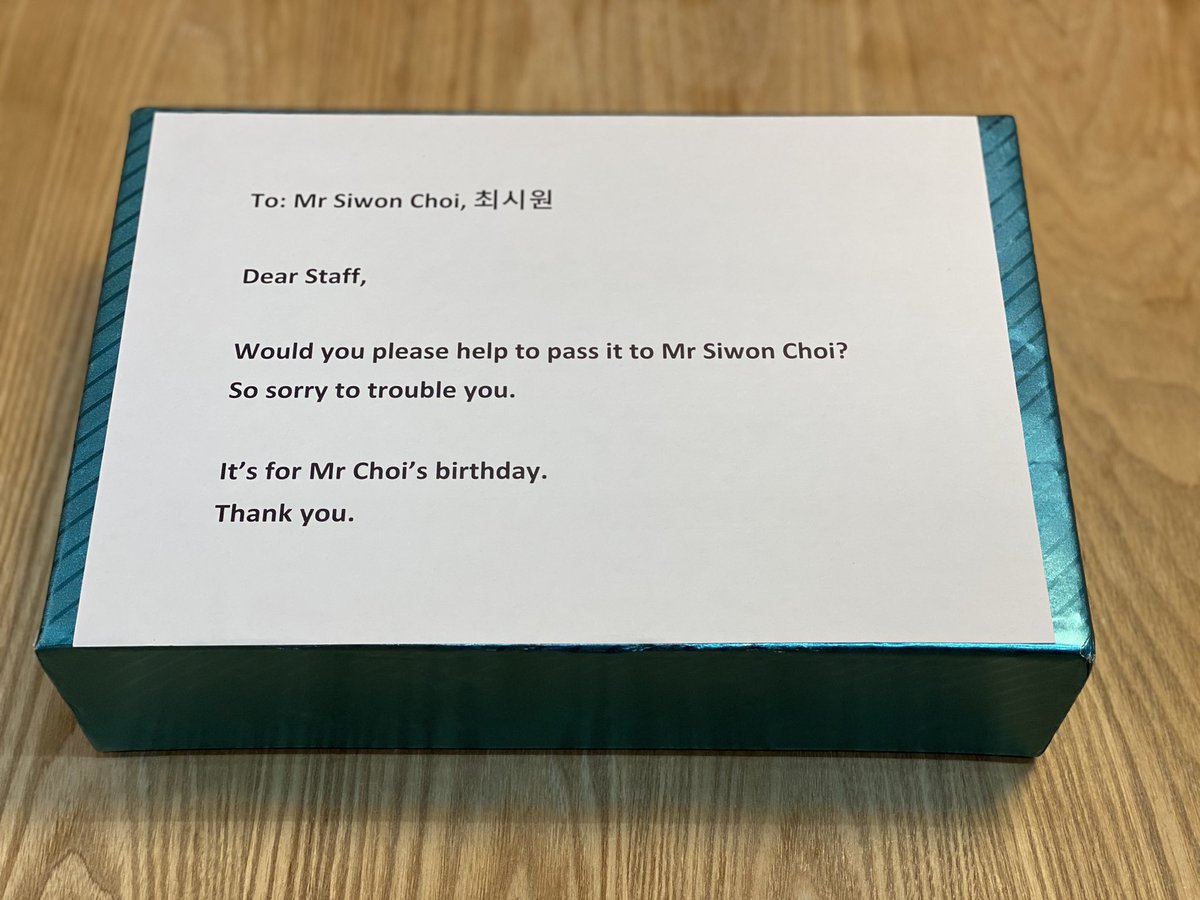 To: Mr Siwon Choi, 최시원
Dear Staff,
Would you please help to pass it to Mr Siwon Choi?
So sorry to trouble you.
It’s for Mr Choi’s birthday.
Thank you.